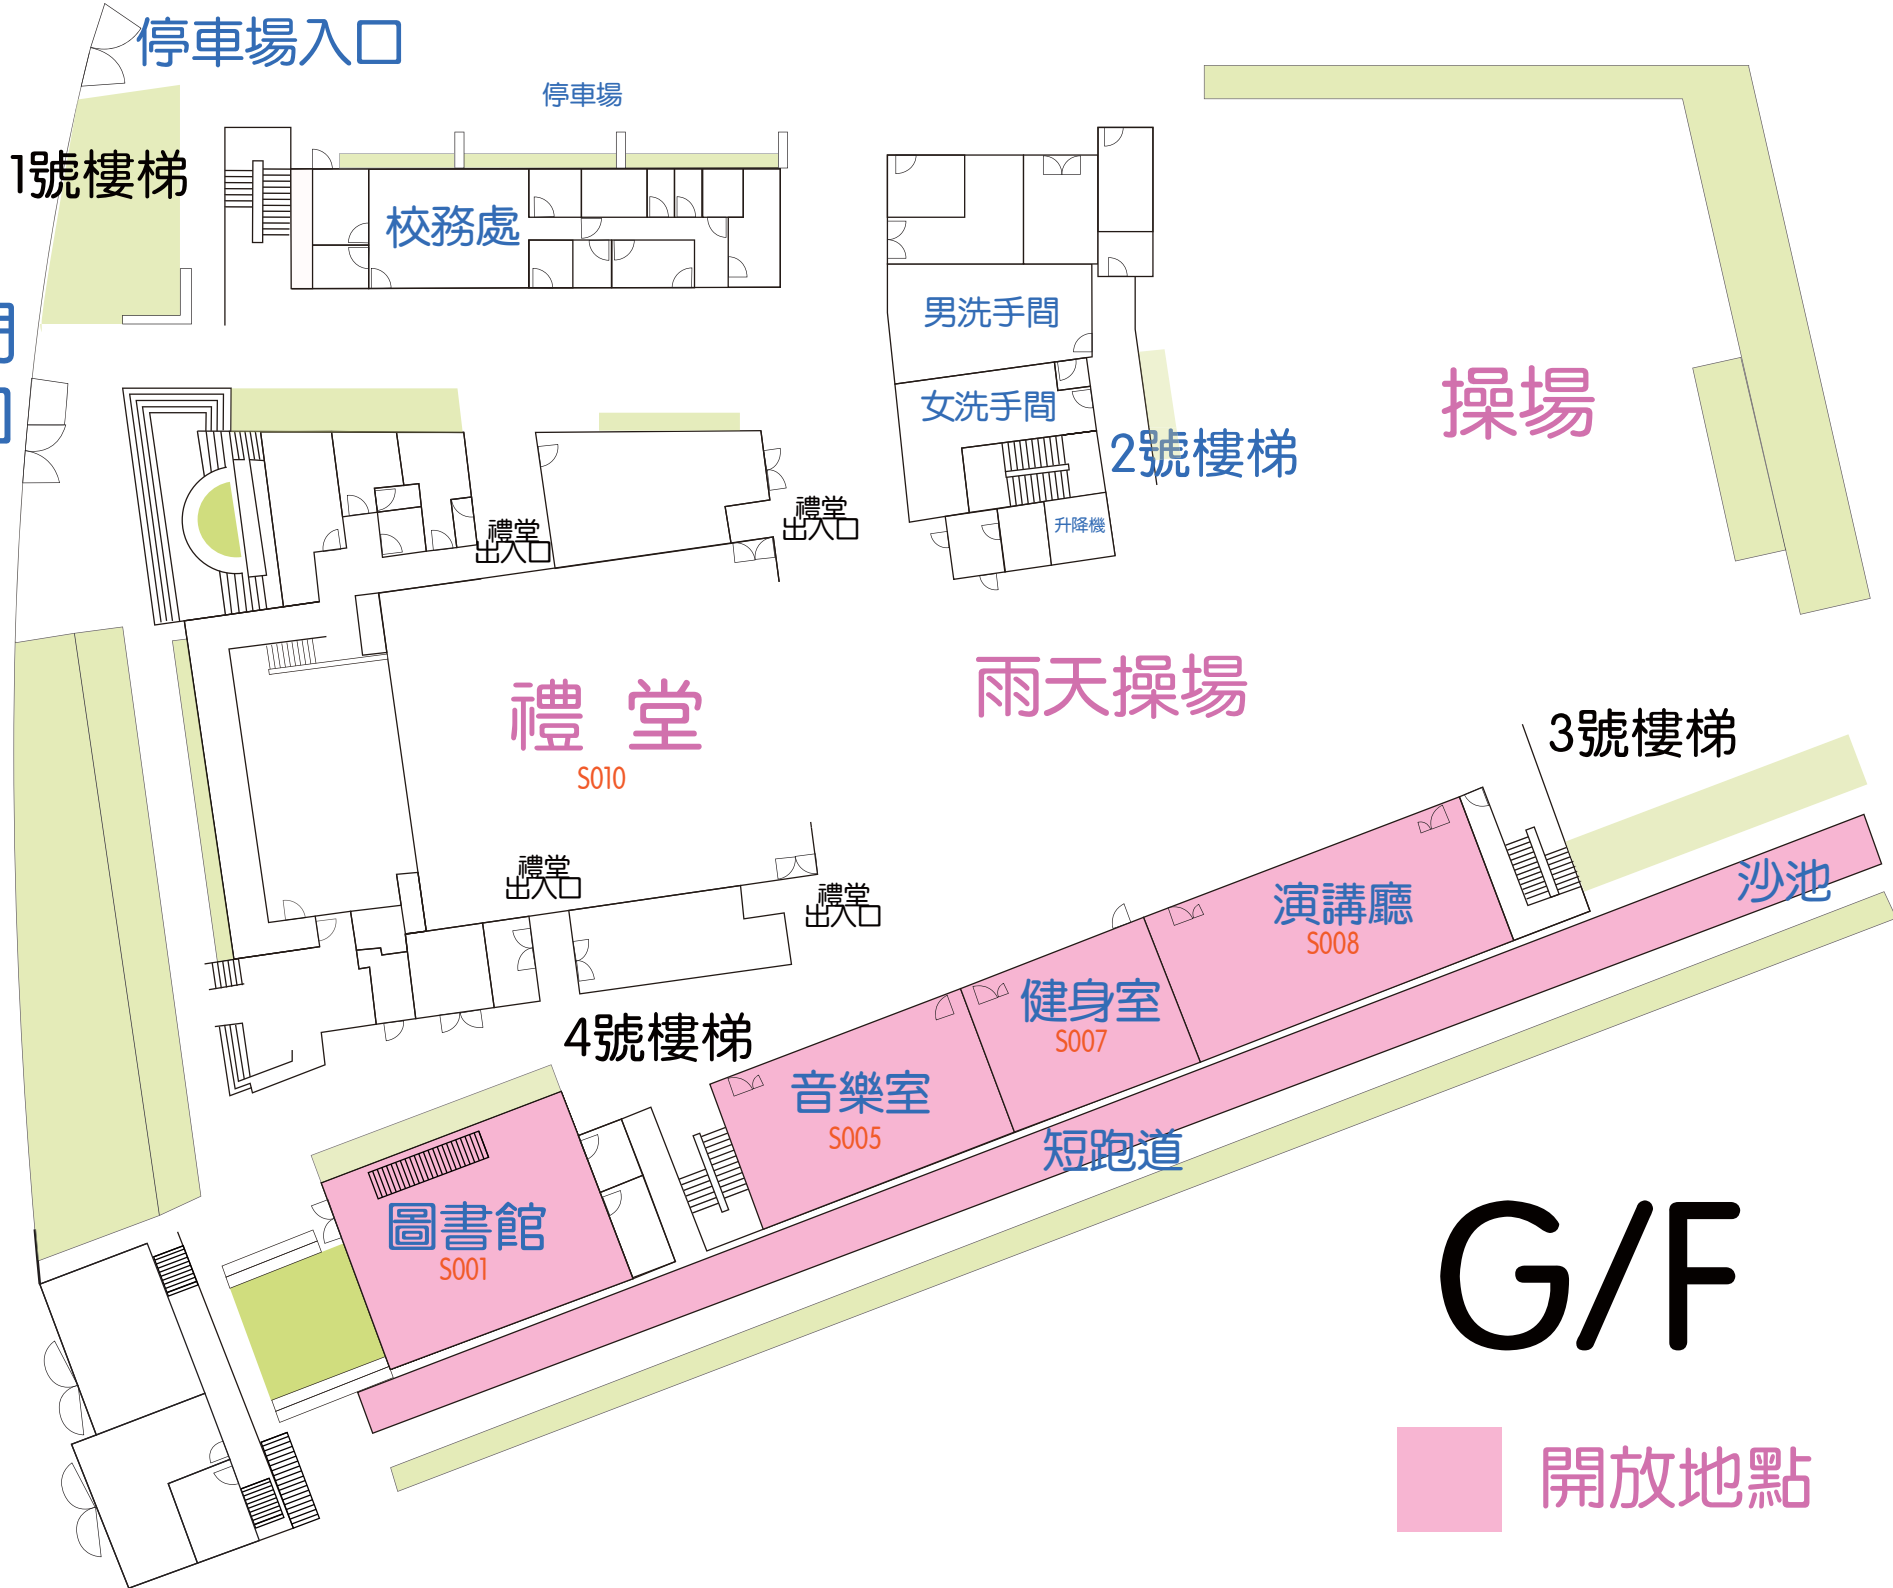 停車場入口
停車場
1號樓梯
校務處
男洗手間
女洗手間
操場
2號樓梯
禮堂
出入口
禮堂
出入口
升降機
禮 堂
S010
雨天操場
3號樓梯
禮堂
出入口
禮堂
出入口
沙池
演講廳
S008
健身室
S007
4號樓梯
音樂室
S005
短跑道
圖書館
S001
G/F
開放地點